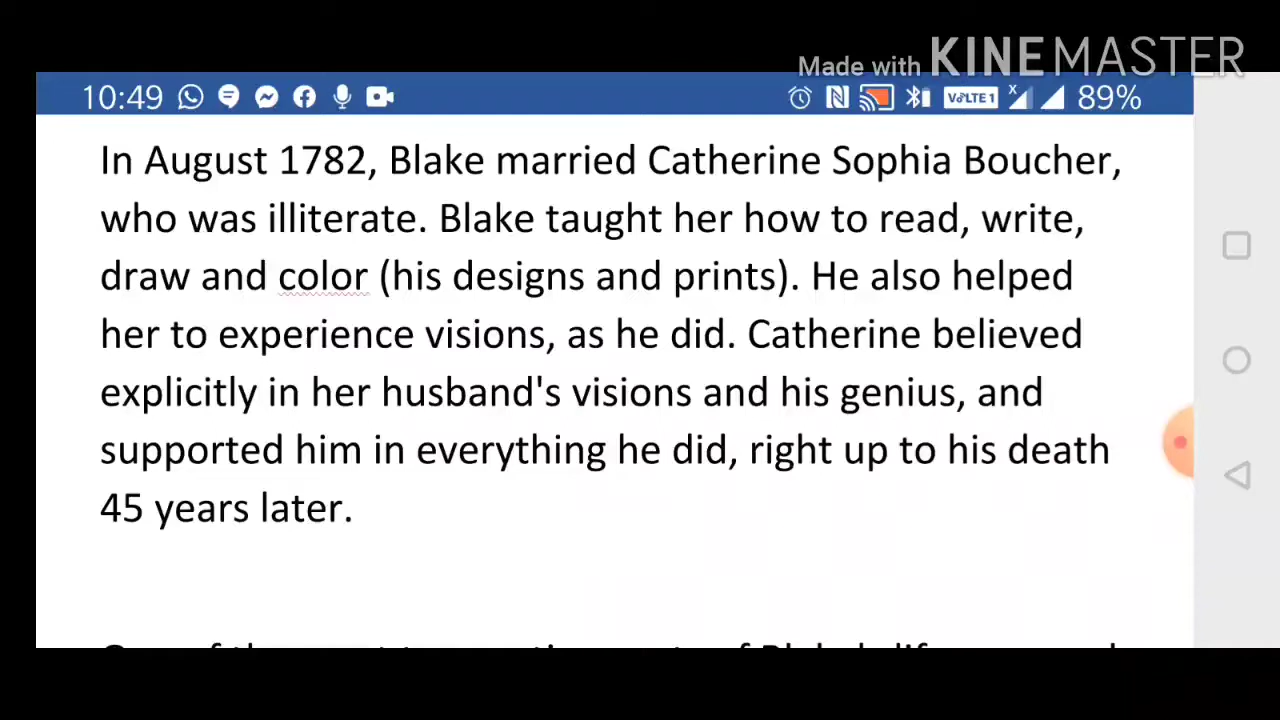 Made with KINEMASTER
10:49 VoLTE 1 x 89%
In August 1782, Blake married Catherine Sophia Boucher,
who was illiterate. Blake taught her how to read, write,
draw and color (his designs and prints). He also helped
her to experience visions, as he did. Catherine believed
explicitly in her husband's visions and his genius, and
supported him in everything he did, right up to his death
45 years later.